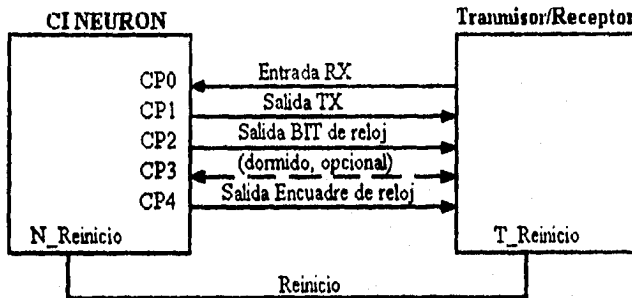 CI NEURON
Tranmisor/Receptor
CP0
Entrada RX
CP1
Salida TX
CP2
Salida BIT de reloj
CP3
(dormido, opcional)
CP4
Salida Encuadre de reloj
N_Reinicio
T_Reinicio
Reinicio